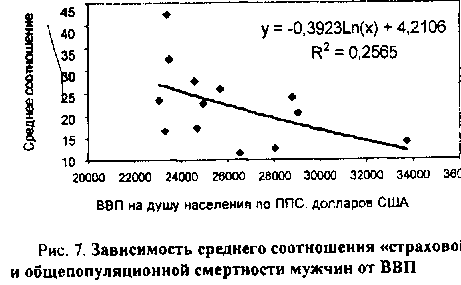 45
40
35
30
25
20
15
10
Среднее соотношение
y = -0,3923Ln(x) + 4,2106
R² = 0,2565
20000 22000 24000 26000 28000 30000 32000 34000 360
ВВП на душу населения по ППС, долларов США
Рис. 7. Зависимость среднего соотношения «страховой
и общепопуляционной смертности мужчин от ВВП